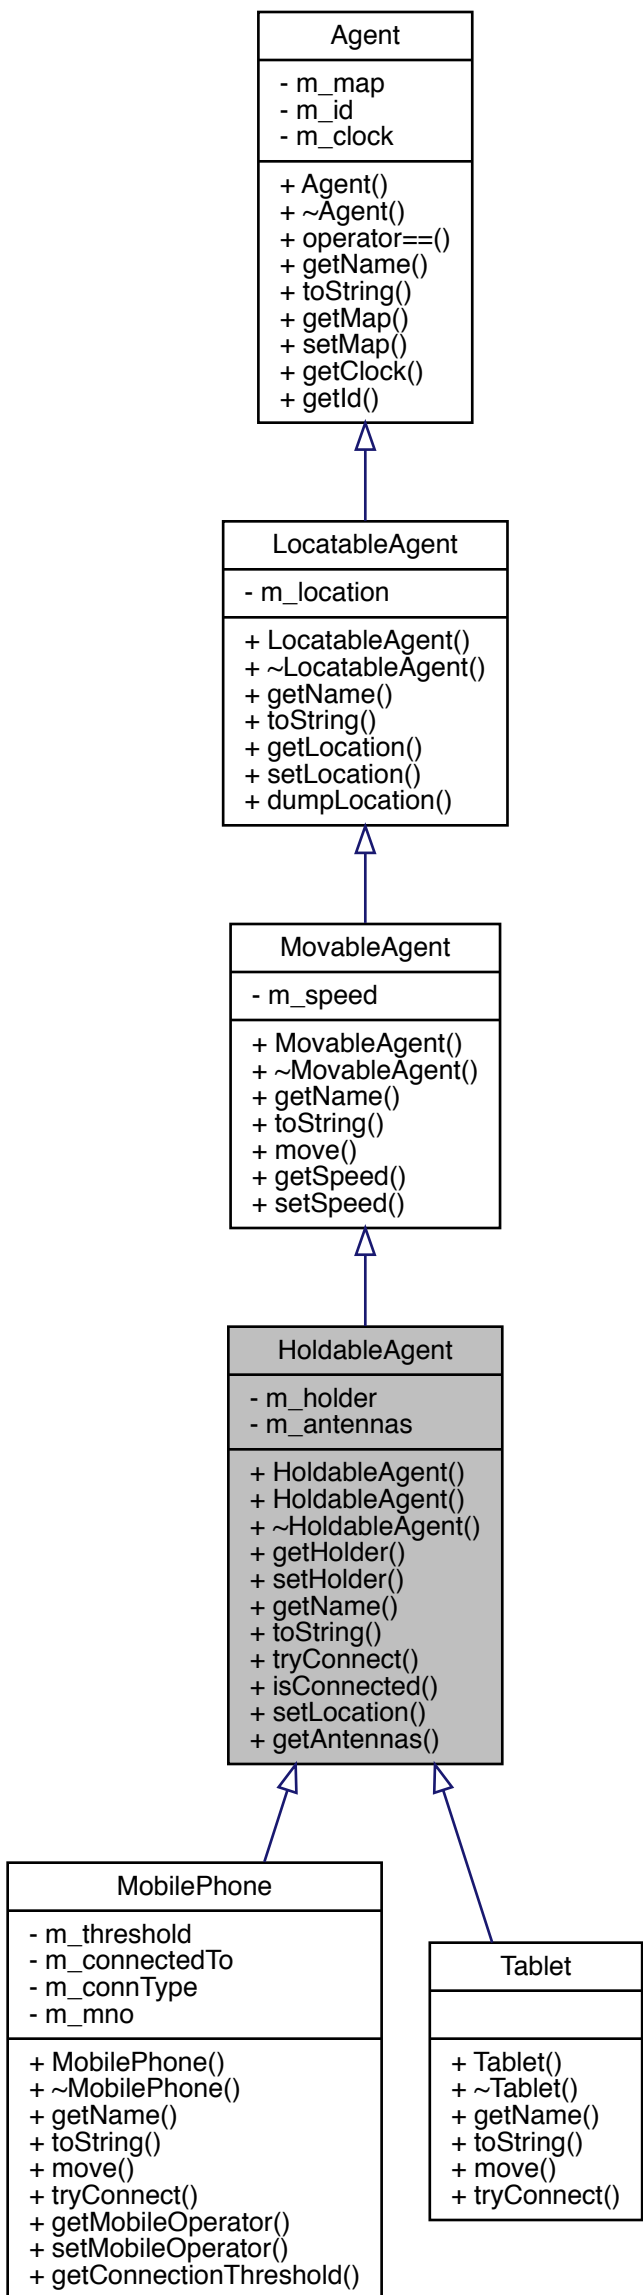 Agent
- m_map
- m_id
- m_clock
+ Agent()
+ ~Agent()
+ operator==()
+ getName()
+ toString()
+ getMap()
+ setMap()
+ getClock()
+ getId()
LocatableAgent
- m_location
+ LocatableAgent()
+ ~LocatableAgent()
+ getName()
+ toString()
+ getLocation()
+ setLocation()
+ dumpLocation()
MovableAgent
- m_speed
+ MovableAgent()
+ ~MovableAgent()
+ getName()
+ toString()
+ move()
+ getSpeed()
+ setSpeed()
HoldableAgent
- m_holder
- m_antennas
+ HoldableAgent()
+ HoldableAgent()
+ ~HoldableAgent()
+ getHolder()
+ setHolder()
+ getName()
+ toString()
+ tryConnect()
+ isConnected()
+ setLocation()
+ getAntennas()
MobilePhone
- m_threshold
- m_connectedTo
- m_connType
- m_mno
+ MobilePhone()
+ ~MobilePhone()
+ getName()
+ toString()
+ move()
+ tryConnect()
+ getMobileOperator()
+ setMobileOperator()
+ getConnectionThreshold()
Tablet
+ Tablet()
+ ~Tablet()
+ getName()
+ toString()
+ move()
+ tryConnect()